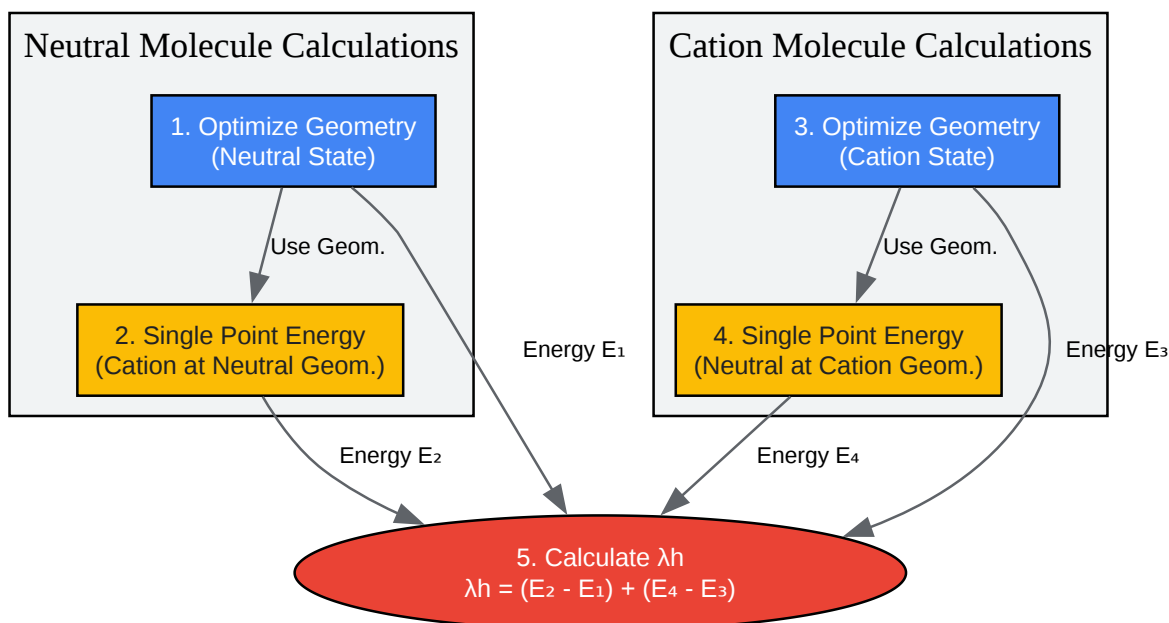 Neutral Molecule Calculations
Cation Molecule Calculations
1. Optimize Geometry
(Neutral State)
3. Optimize Geometry
(Cation State)
Use Geom.
Use Geom.
2. Single Point Energy
(Cation at Neutral Geom.)
Energy E₁
4. Single Point Energy
(Neutral at Cation Geom.)
Energy E₃
Energy E₂
Energy E₄
5. Calculate λh
λh = (E₂ - E₁) + (E₄ - E₃)